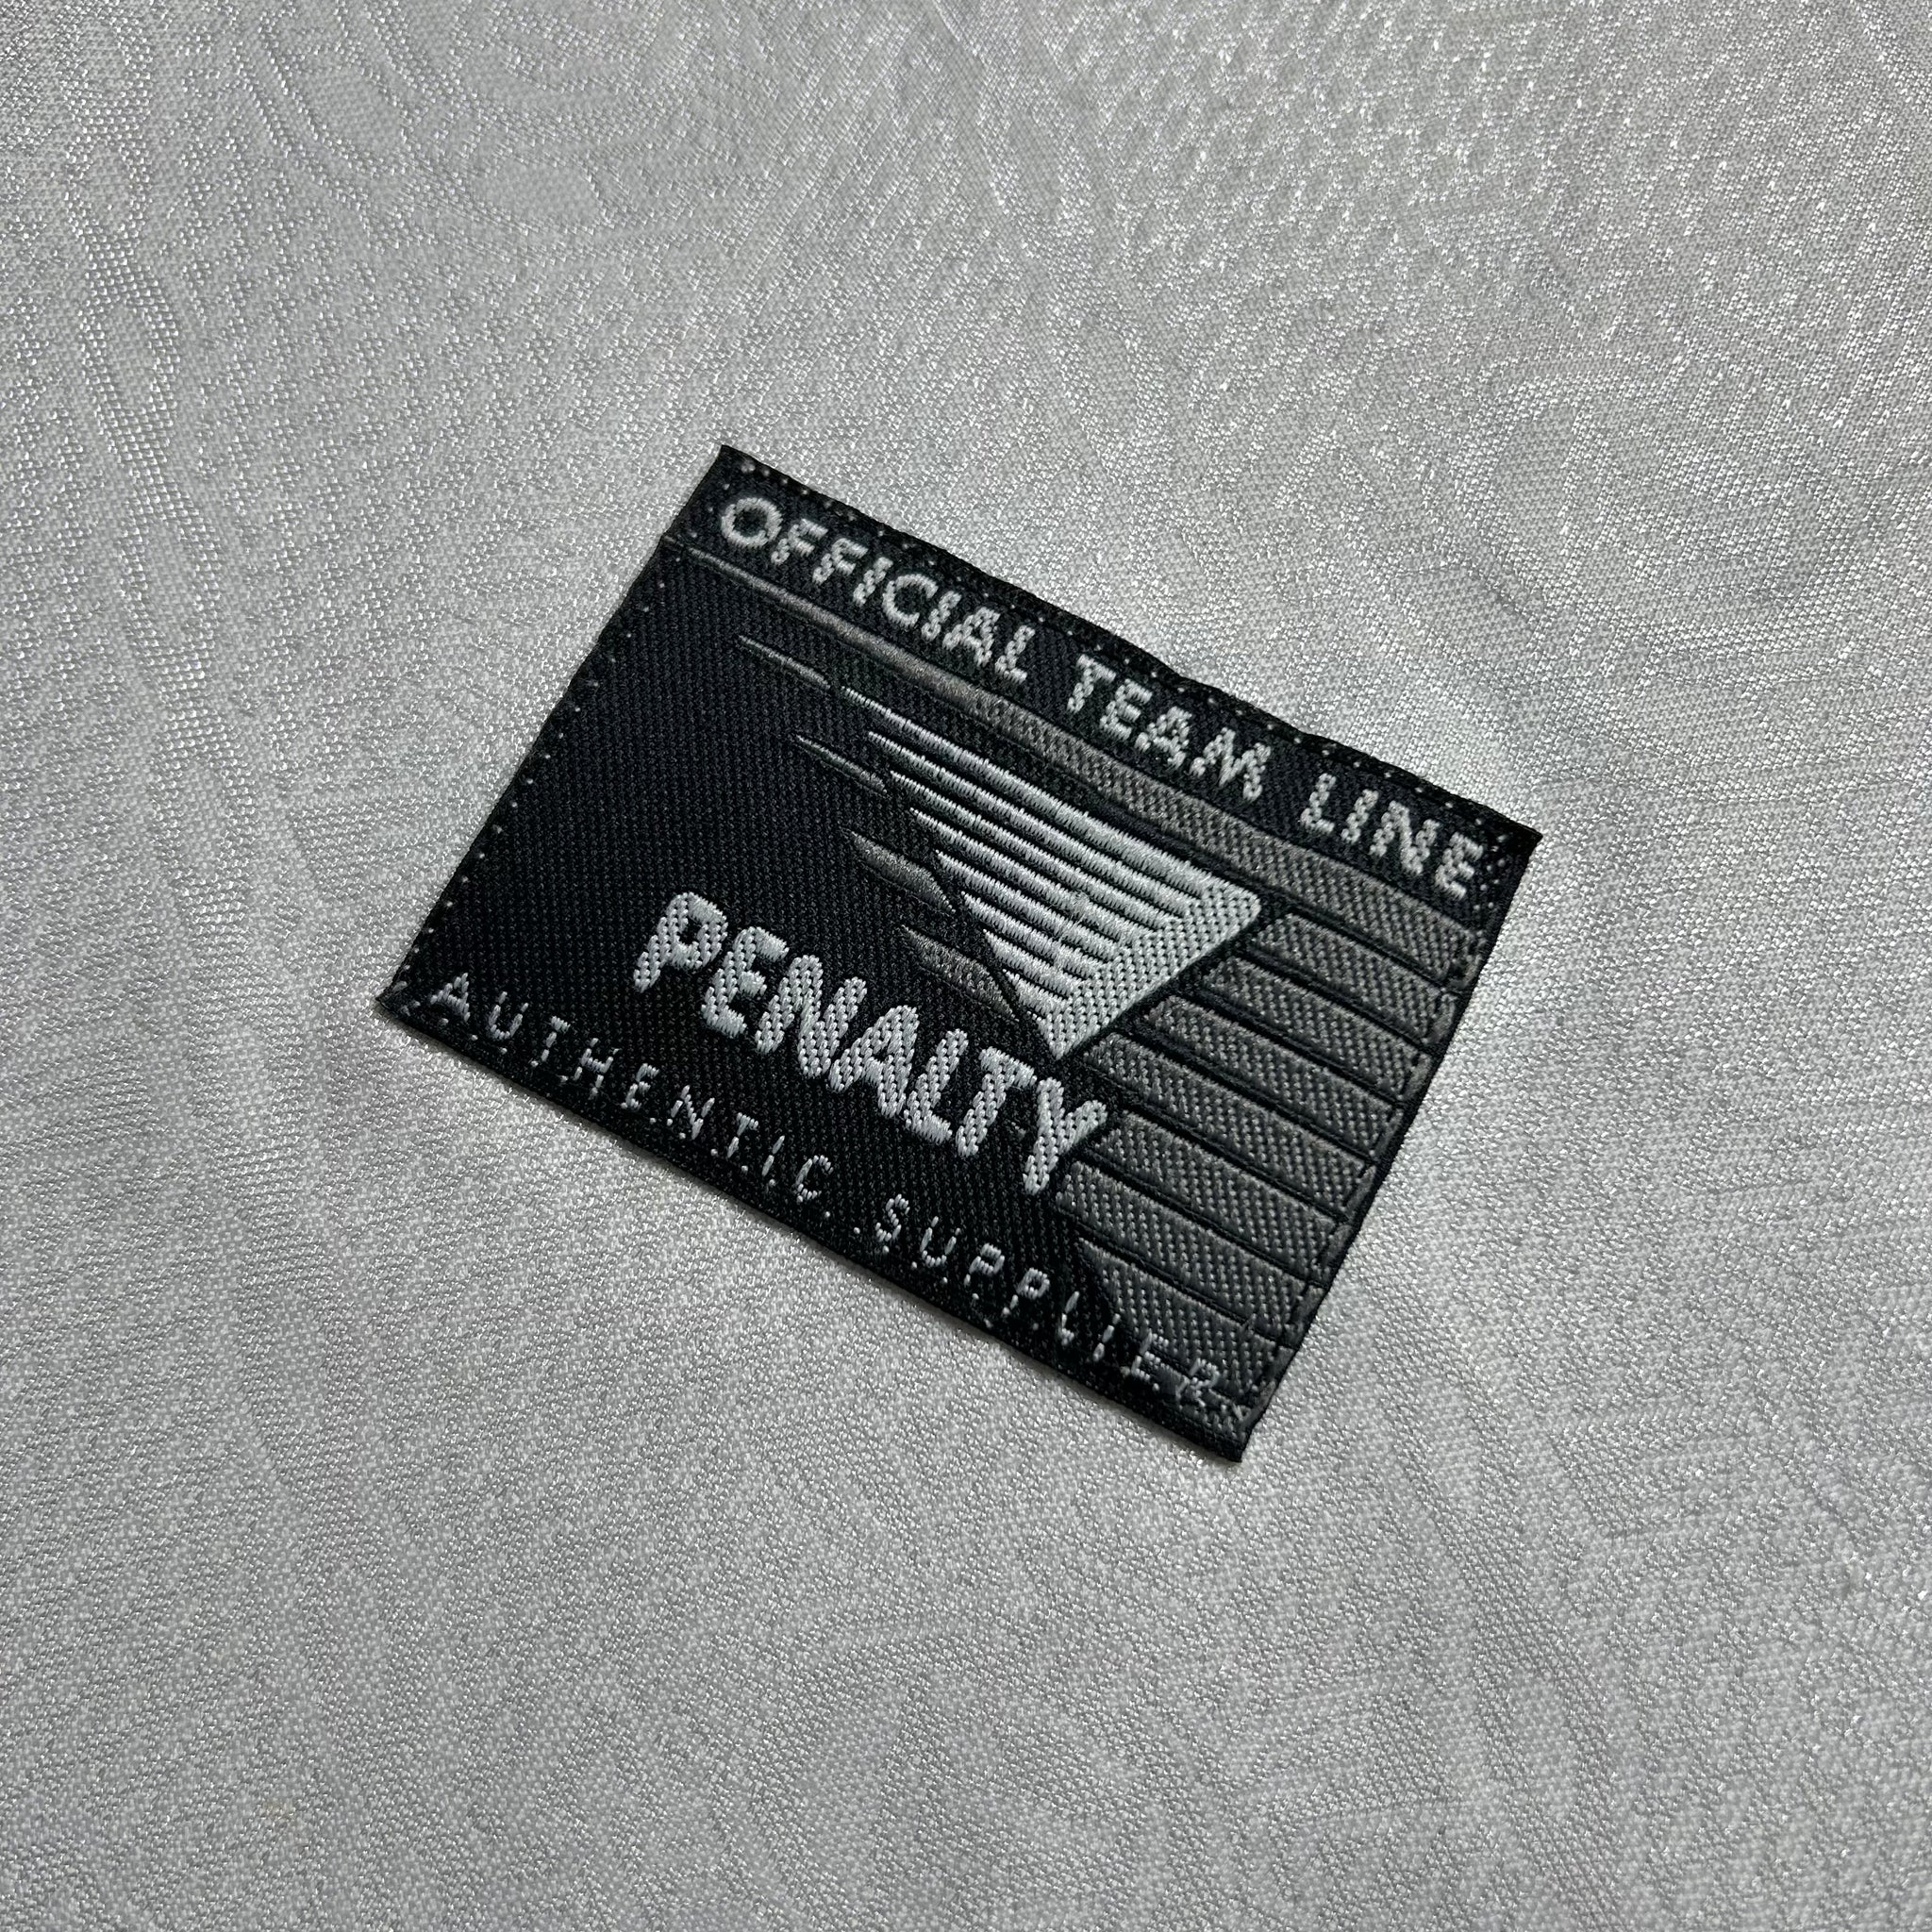 OFFICIAL TEAM LINE
PENALTY
AUTHENTIC SUPPLIER